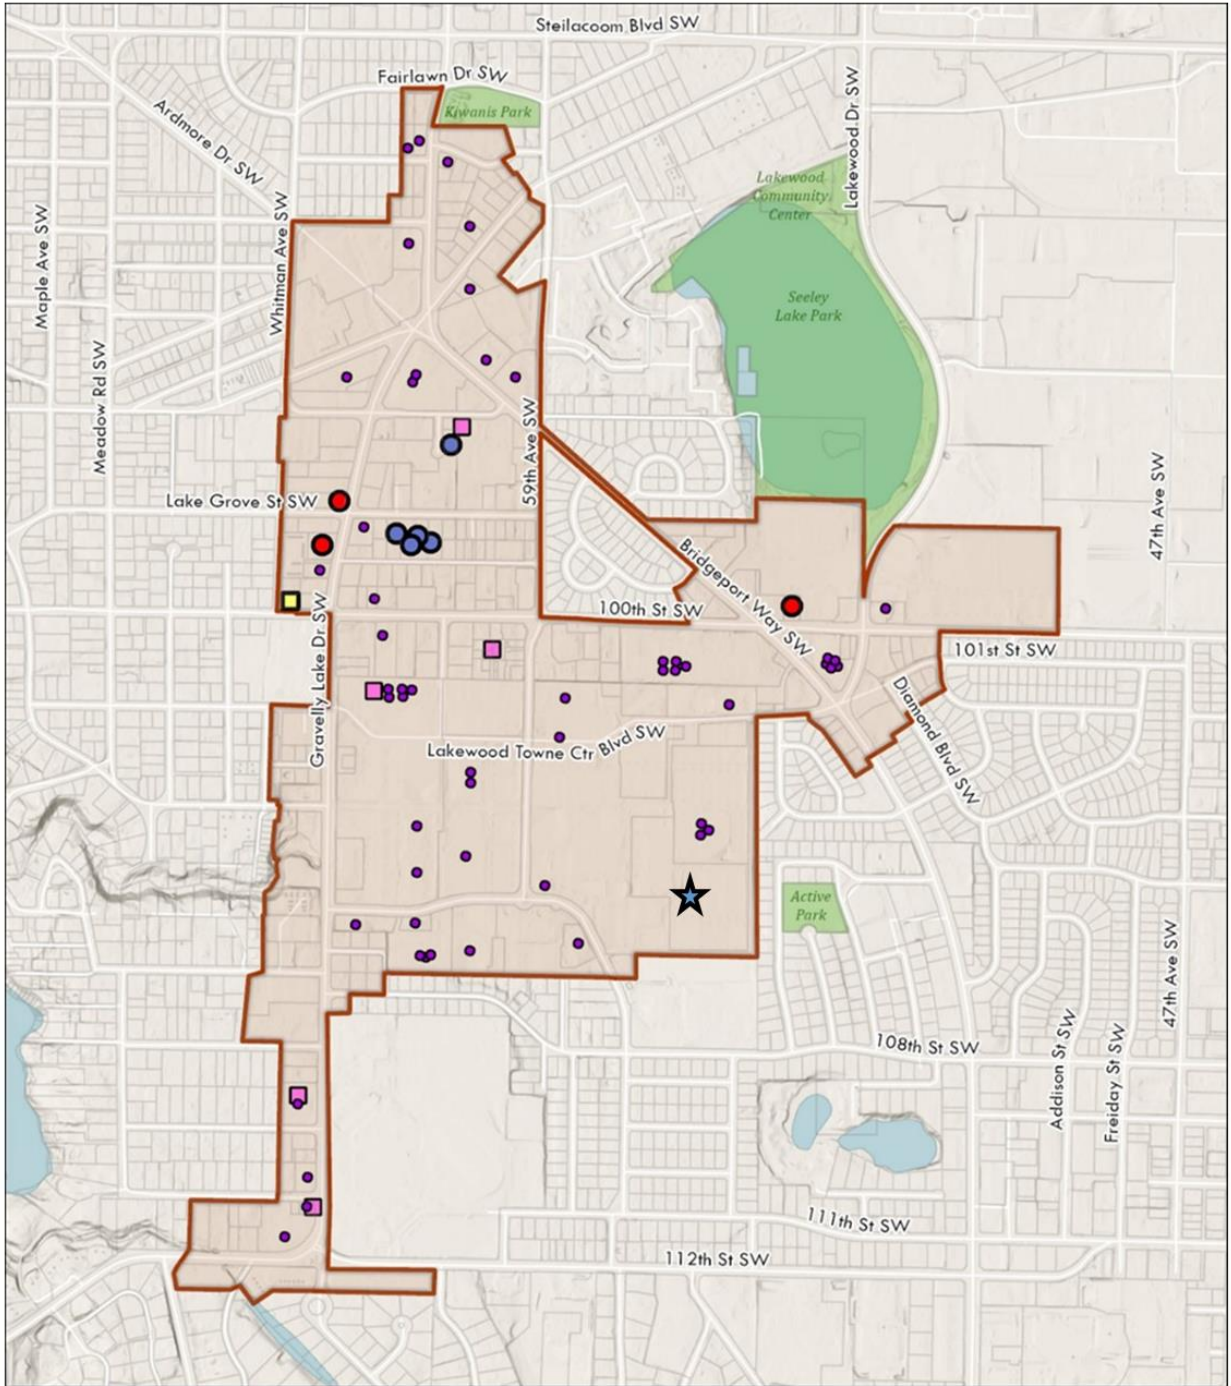 Steilacoom Blvd SW
Fairlawn Dr SW
Kiwanis Park
Ardmore Dr SW
Lakewood Dr SW
Lakewood
Community
Center
Maple Ave SW
Whitman Ave SW
Seeley
Lake Park
Meadow Rd SW
59th Ave SW
47th Ave SW
Lake Grove St SW
Bridgeport Way SW
100th St SW
101st St SW
Gravelly Lake Dr SW
Diamond Blvd SW
Lakewood Towne Ctr Blvd SW
Active
Park
47th Ave SW
108th St SW
Addison St SW
Freiday St SW
111th St SW
112th St SW